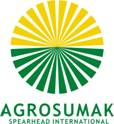 AGROSUMAK
SPEARHEAD INTERNATIONAL